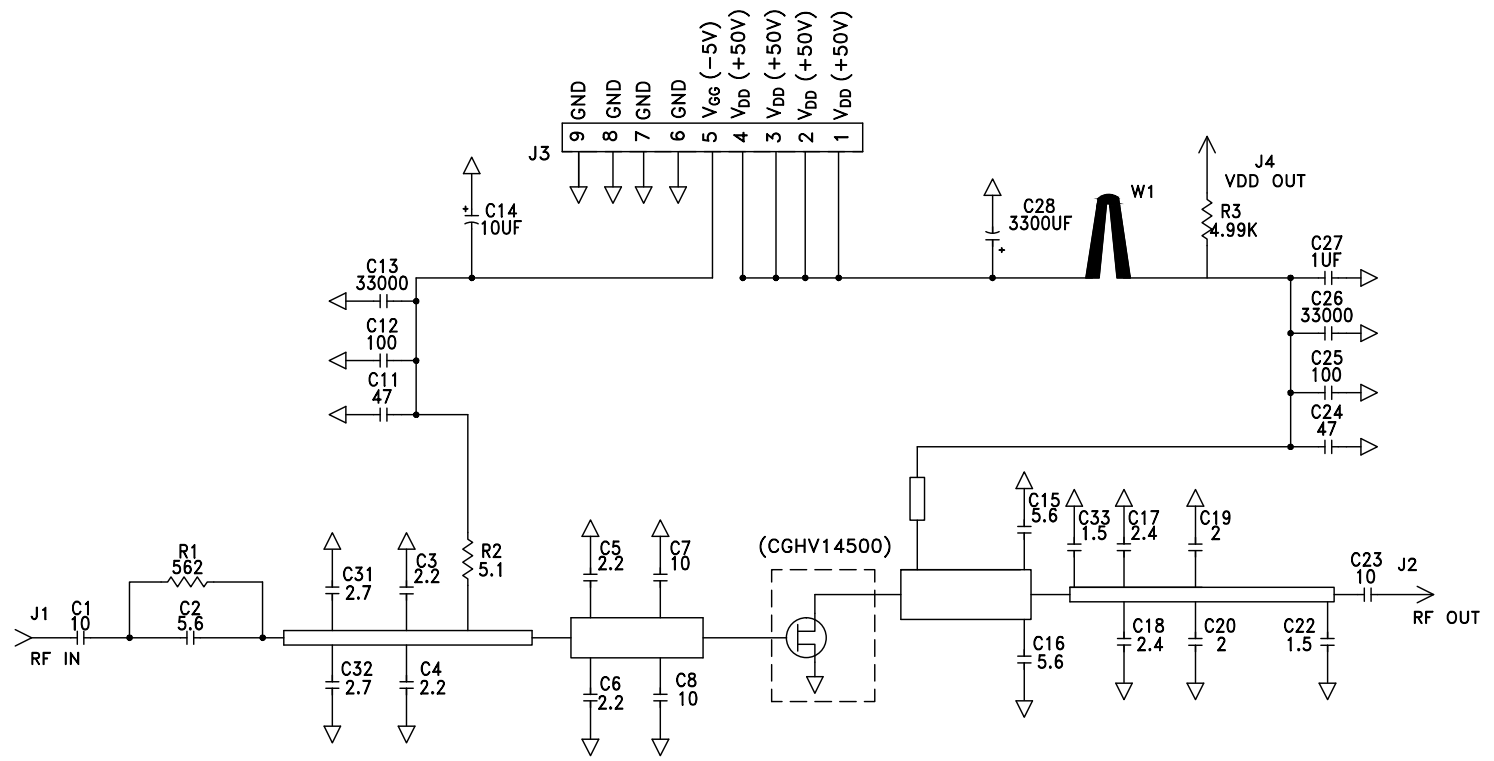 VGG (−5V)
VDD (+50V)
VDD (+50V)
VDD (+50V)
VDD (+50V)
GND
GND
GND
GND
9 8 7 6 5 4 3 2 1
J3
J4
VDD OUT
W1
R3
4.99K
C14
10UF
+
C28
3300UF
+
C13
33000
C12
100
C11
47
C27
1UF
C26
33000
C25
100
C24
47
R1
562
C2
5.6
J1
C1
10
RF IN
C31
2.7
C3
2.2
R2
5.1
C32
2.7
C4
2.2
C5
2.2
C7
10
C6
2.2
C8
10
(CGHV14500)
C15
5.6
C33
1.5
C17
2.4
C19
2
C16
5.6
C18
2.4
C20
2
C22
1.5
C23
10
J2
RF OUT